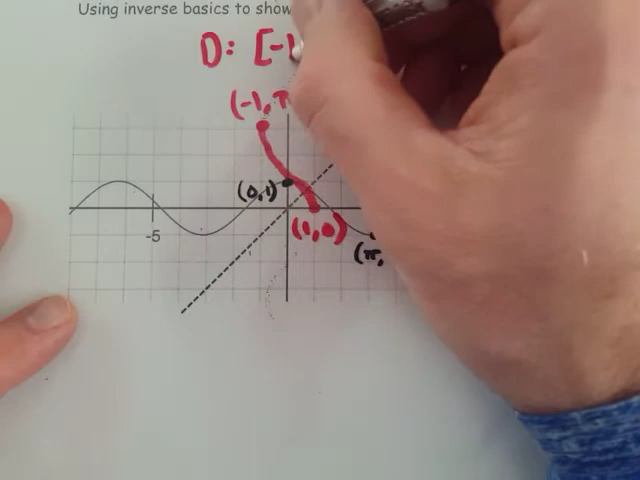 Using inverse basics to show
D: [-1
(-1, π
(0,1)
-5
(1,0)
(π,